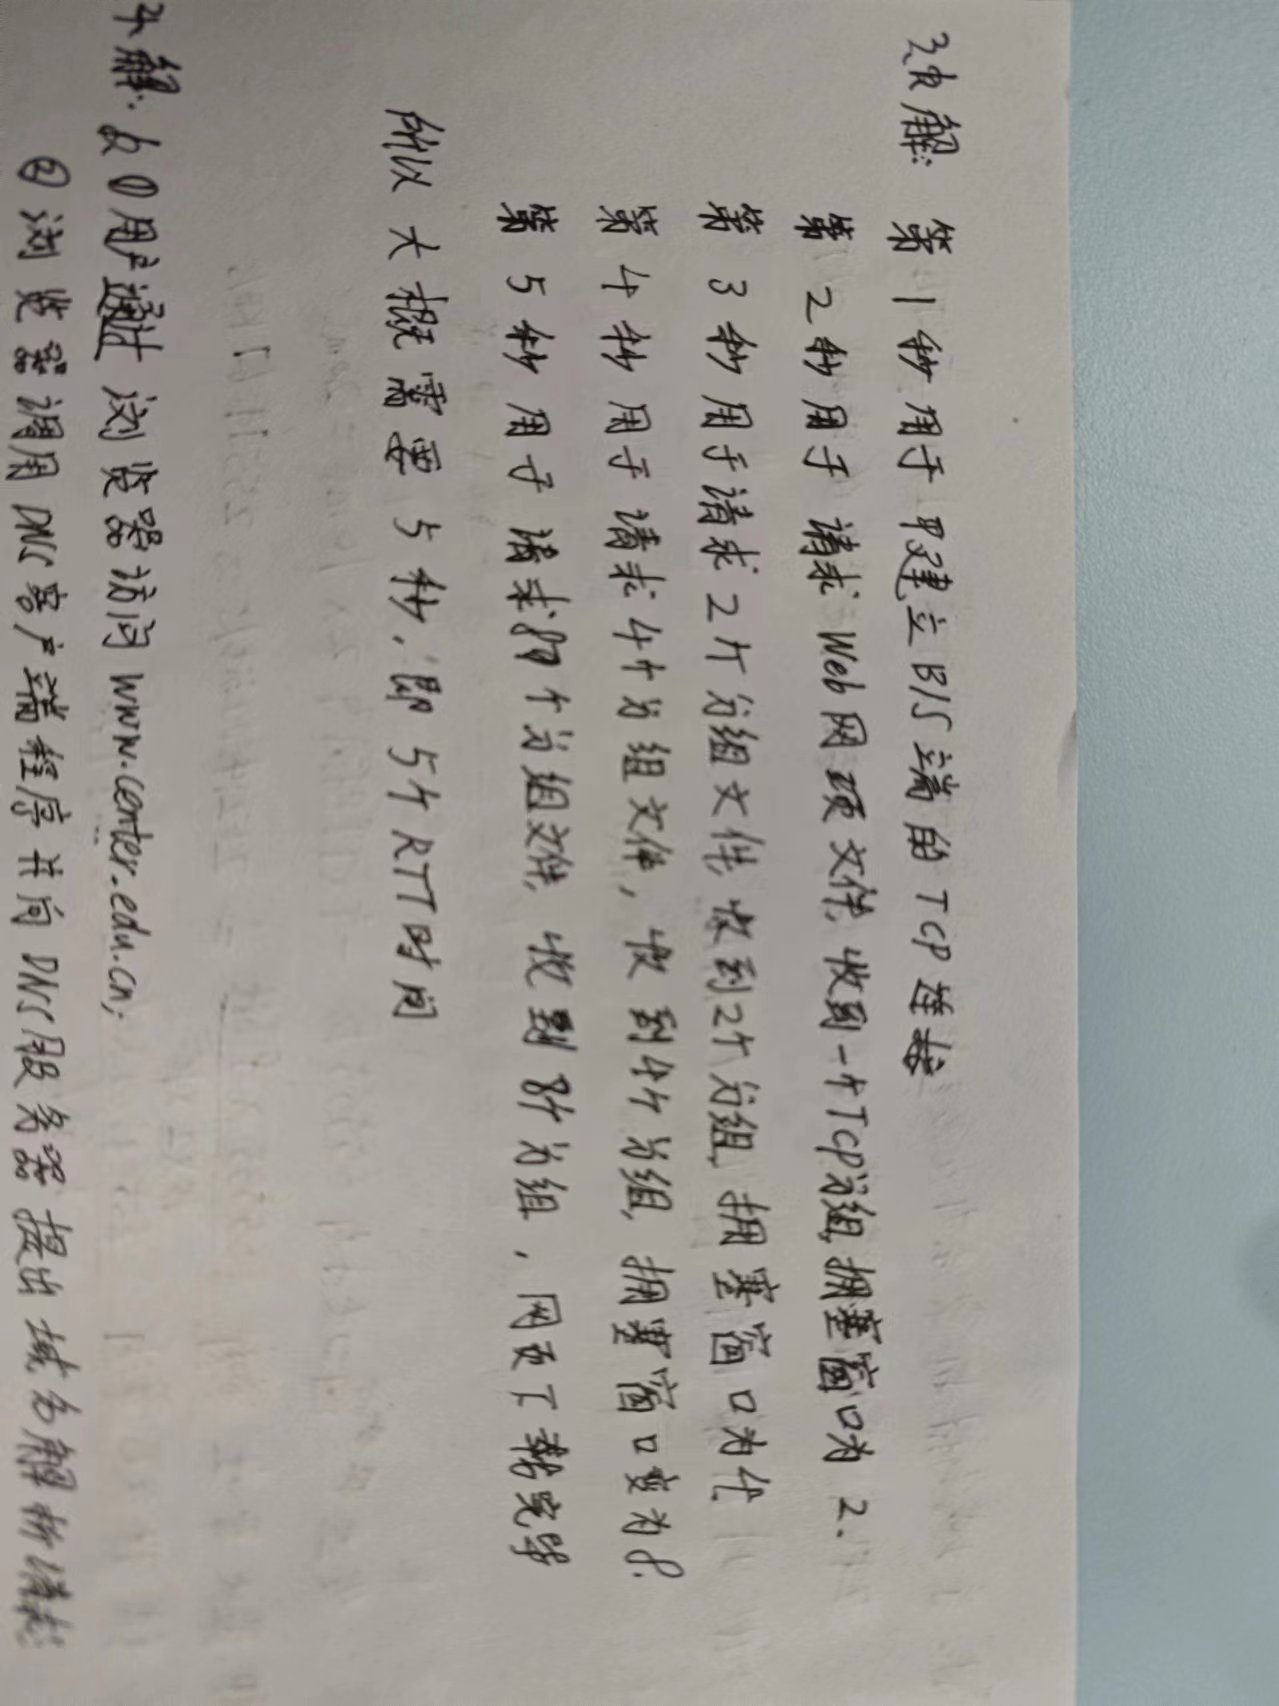 3.解:
第1秒用于建立B/S端的TCP连接
第2秒用于请求Web网页文件,收到一个TCP分组,拥塞窗口为2.
第3秒用于请求2个分组文件,收到2个分组,拥塞窗口为4.
第4秒用于请求4个分组文件,收到4个分组,拥塞窗口变为8.
第5秒用于请求8个分组文件,收到8个分组,网页下载完毕
所以大概需要5秒,即5个RTT时间
4.解:①用户通过浏览器访问www.center.edu.cn;
②浏览器调用DNS客户端程序并向DNS服务器提出域名解析请求